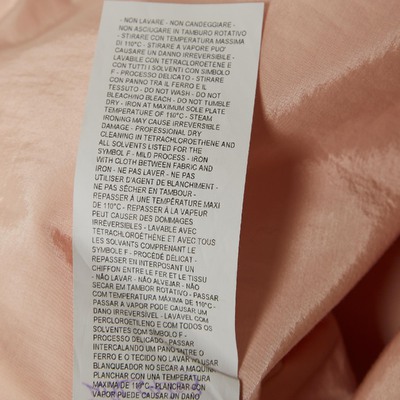 - NON LAVARE - NON CANDEGGIARE -
NON ASCIUGARE IN TAMBURO ROTATIVO
- STIRARE CON TEMPERATURA MASSIMA
DI 110°C - STIRARE A VAPORE PUO'
CAUSARE UN DANNO IRREVERSIBILE -
LAVABILE CON TETRACLOROETENE E
CON TUTTI I SOLVENTI CON SIMBOLO
F - PROCESSO DELICATO - STIRARE
CON PANNO TRA IL FERRO E IL
TESSUTO - DO NOT WASH - DO NOT
BLEACHING BLEACH - DO NOT TUMBLE
DRY - IRON AT MAXIMUM SOLE PLATE
TEMPERATURE OF 110°C - STEAM
IRONING MAY CAUSE IRREVERSIBLE
DAMAGE - PROFESSIONAL DRY
CLEANING IN TETRACHLOROETHENE AND
ALL SOLVENTS LISTED FOR THE
SYMBOL F - MILD PROCESS - IRON
WITH CLOTH BETWEEN FABRIC AND
IRON - NE PAS LAVER - NE PAS
UTILISER D'AGENT DE BLANCHIMENT -
NE PAS SÉCHER EN TAMBOUR -
REPASSER À UNE TEMPÉRATURE MAXI
DE 110°C - REPASSER À LA VAPEUR
PEUT CAUSER DES DOMMAGES
IRRÉVERSIBLES - LAVABLE AVEC
TÉTRACHLOROÉTHÈNE ET AVEC TOUS
LES SOLVANTS COMPRENANT LE
SYMBOLE F - PROCÉDÉ DÉLICAT -
REPASSER EN INTERPOSANT UN
CHIFFON ENTRE LE FER ET LE TISSU
- NÃO LAVAR - NÃO ALVEJAR - NÃO
SECAR EM TAMBOR ROTATIVO - PASSAR
COM TEMPERATURA MÁXIMA DE 110°C -
PASSAR A VAPOR PODE CAUSAR UM
DANO IRREVERSÍVEL - LAVÁVEL COM
PERCLOROETILENO E COM TODOS OS
SOLVENTES COM SÍMBOLO F -
PROCESSO DELICADO - PASSAR
INTERCALANDO UM PANO ENTRE O
FERRO E O TECIDO NO LAVAR NO USAR
BLANQUEADOR NO SECAR A MAQUINA
PLANCHAR CON UNA TEMPERATURA
MAXIMA DE 110°C - PLANCHAR CON
VAPOR PUEDE CAUSAR UN DANO